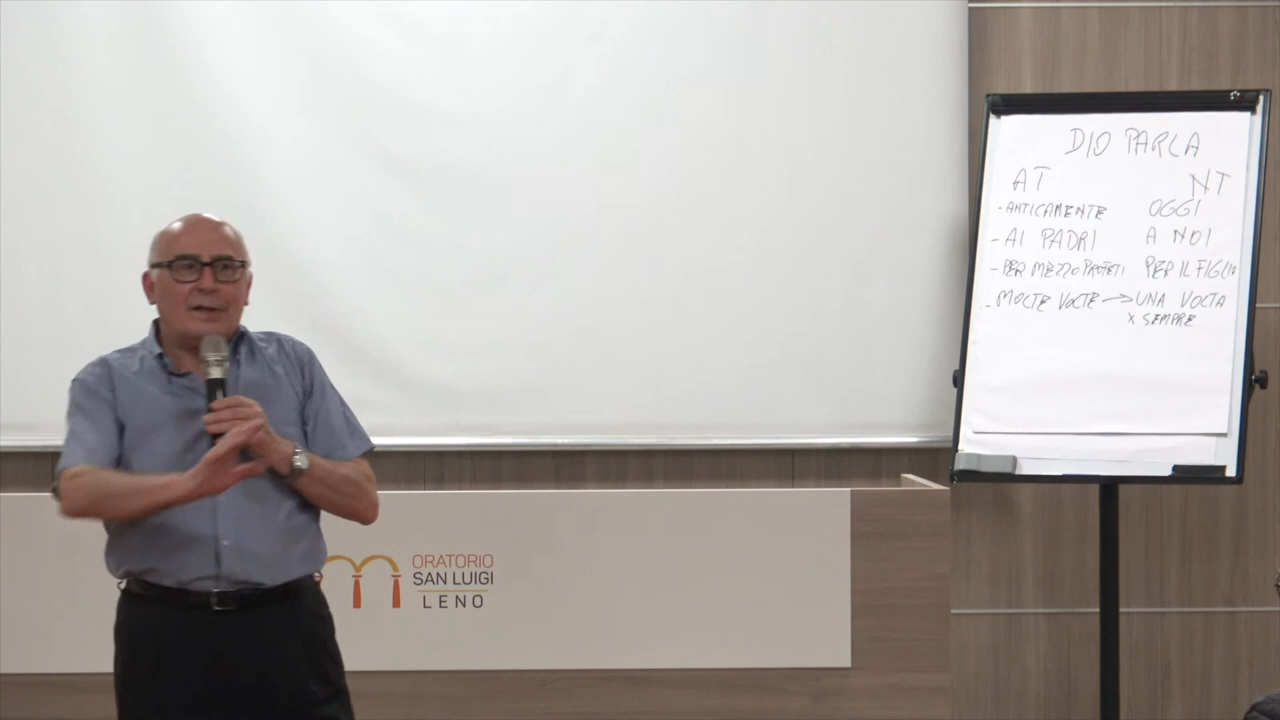 DIO PARLA
AT NT
- ANTICAMENTE OGGI
- AI PADRI A NOI
- PER MEZZO PROFETI PER IL FIGLIO
- MOLTE VOLTE → UNA VOLTA
x SEMPRE
ORATORIO
SAN LUIGI
LENO